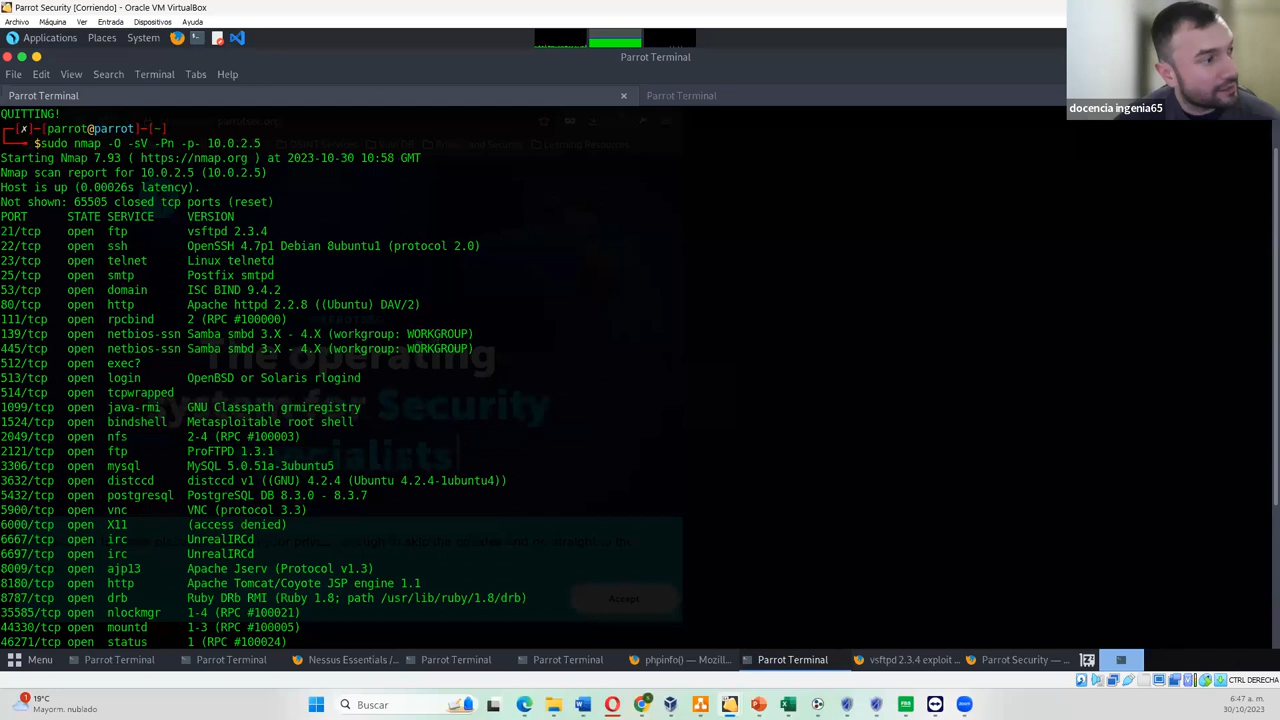 Parrot Security [Corriendo] - Oracle VM VirtualBox
Archivo Máquina Ver Entrada Dispositivos Ayuda
Applications Places System
Parrot Terminal
File Edit View Search Terminal Tabs Help
Parrot Terminal Parrot Terminal
docencia ingenia65
QUITTING!
┌─[✗]─[parrot@parrot]─[~]
└──╼ $sudo nmap -O -sV -Pn -p- 10.0.2.5
Starting Nmap 7.93 ( https://nmap.org ) at 2023-10-30 10:58 GMT
Nmap scan report for 10.0.2.5 (10.0.2.5)
Host is up (0.00026s latency).
Not shown: 65505 closed tcp ports (reset)
PORT STATE SERVICE VERSION
21/tcp open ftp vsftpd 2.3.4
22/tcp open ssh OpenSSH 4.7p1 Debian 8ubuntu1 (protocol 2.0)
23/tcp open telnet Linux telnetd
25/tcp open smtp Postfix smtpd
53/tcp open domain ISC BIND 9.4.2
80/tcp open http Apache httpd 2.2.8 ((Ubuntu) DAV/2)
111/tcp open rpcbind 2 (RPC #100000)
139/tcp open netbios-ssn Samba smbd 3.X - 4.X (workgroup: WORKGROUP)
445/tcp open netbios-ssn Samba smbd 3.X - 4.X (workgroup: WORKGROUP)
512/tcp open exec?
513/tcp open login OpenBSD or Solaris rlogind
514/tcp open tcpwrapped
1099/tcp open java-rmi GNU Classpath grmiregistry
1524/tcp open bindshell Metasploitable root shell
2049/tcp open nfs 2-4 (RPC #100003)
2121/tcp open ftp ProFTPD 1.3.1
3306/tcp open mysql MySQL 5.0.51a-3ubuntu5
3632/tcp open distccd distccd v1 ((GNU) 4.2.4 (Ubuntu 4.2.4-1ubuntu4))
5432/tcp open postgresql PostgreSQL DB 8.3.0 - 8.3.7
5900/tcp open vnc VNC (protocol 3.3)
6000/tcp open X11 (access denied)
6667/tcp open irc UnrealIRCd
6697/tcp open irc UnrealIRCd
8009/tcp open ajp13 Apache Jserv (Protocol v1.3)
8180/tcp open http Apache Tomcat/Coyote JSP engine 1.1
8787/tcp open drb Ruby DRb RMI (Ruby 1.8; path /usr/lib/ruby/1.8/drb)
35585/tcp open nlockmgr 1-4 (RPC #100021)
44330/tcp open mountd 1-3 (RPC #100005)
46271/tcp open status 1 (RPC #100024)
The operating
system for Security
Accept
Menu Parrot Terminal Parrot Terminal Nessus Essentials /... Parrot Terminal Parrot Terminal phpinfo() — Mozill... Parrot Terminal vsftpd 2.3.4 exploit ... Parrot Security — ...
CTRL DERECHA
19°C
Mayorm. nublado
Buscar
6:47 a. m.
30/10/2023